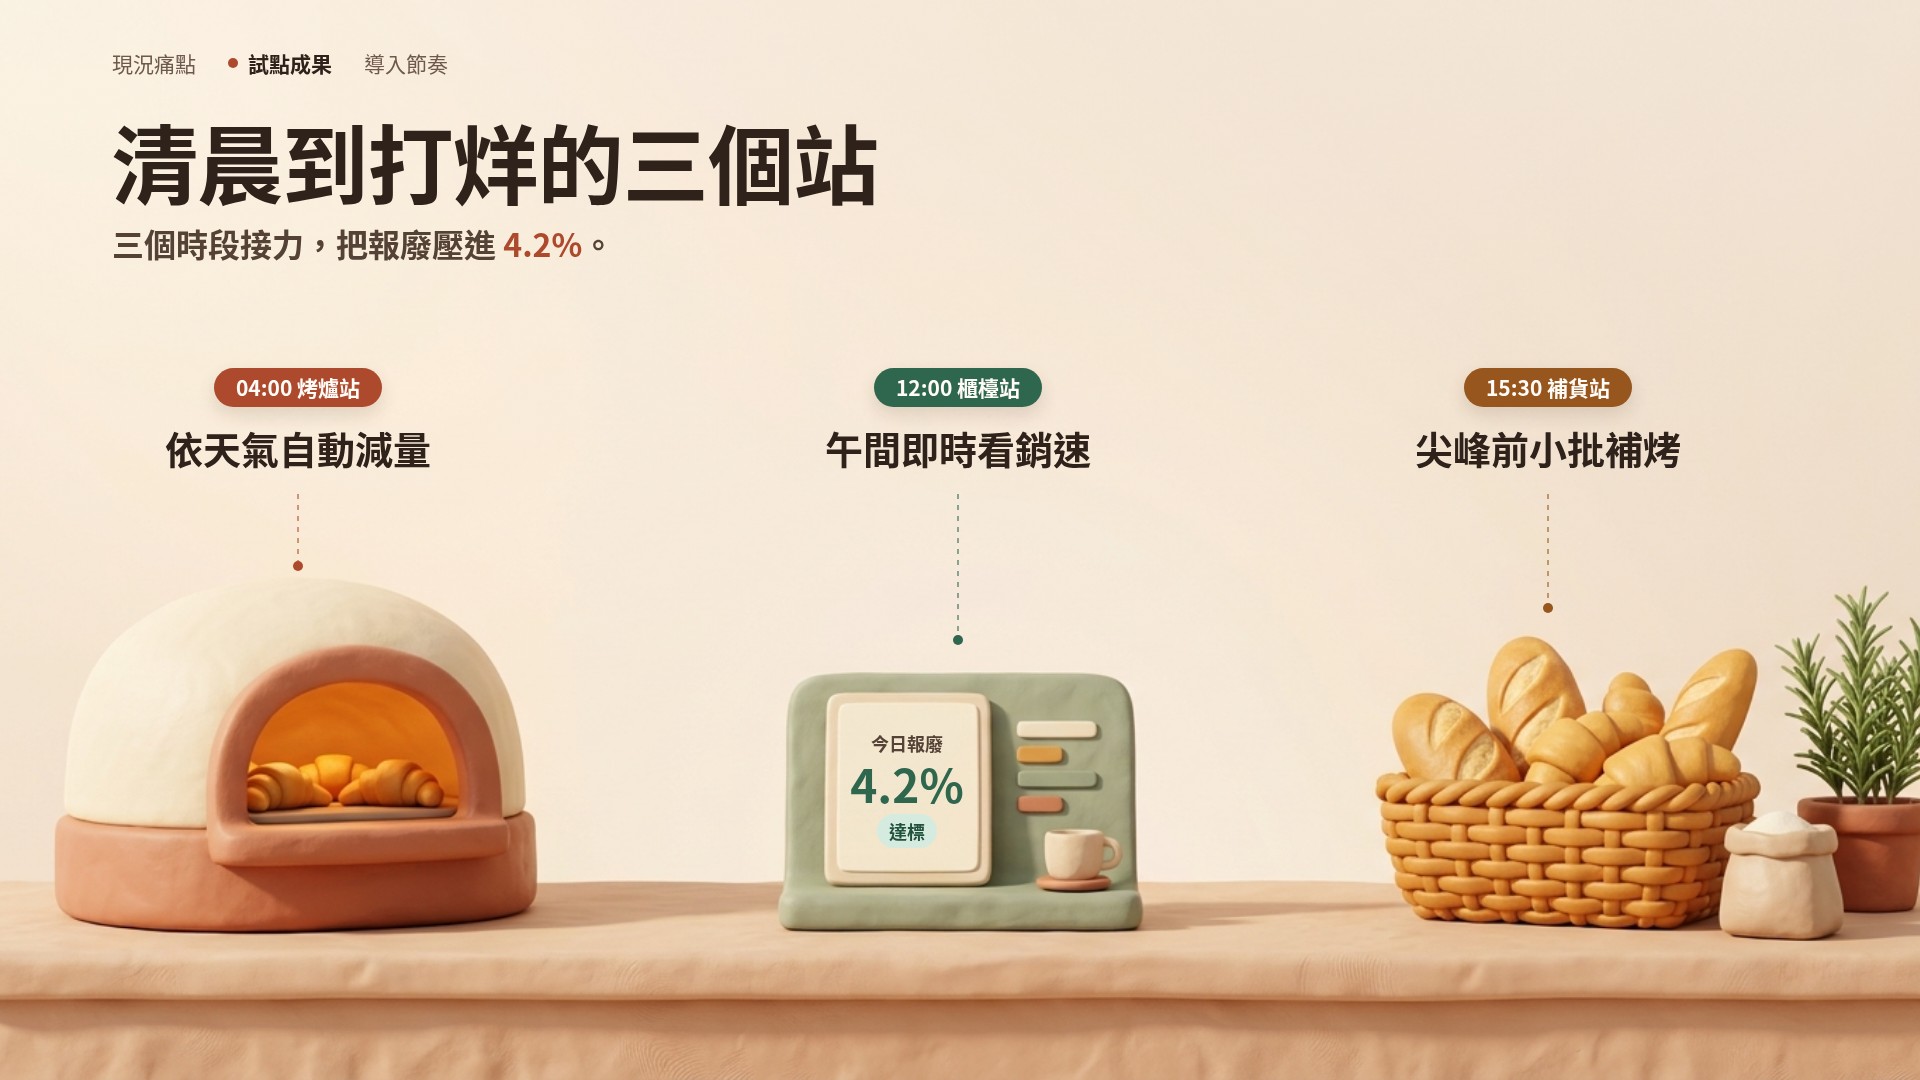 現況痛點 試點成果 導入節奏
清晨到打烊的三個站
三個時段接力，把報廢壓進 4.2%。
04:00 烤爐站
依天氣自動減量
12:00 櫃檯站
午間即時看銷速
15:30 補貨站
尖峰前小批補烤
今日報廢
4.2%
達標